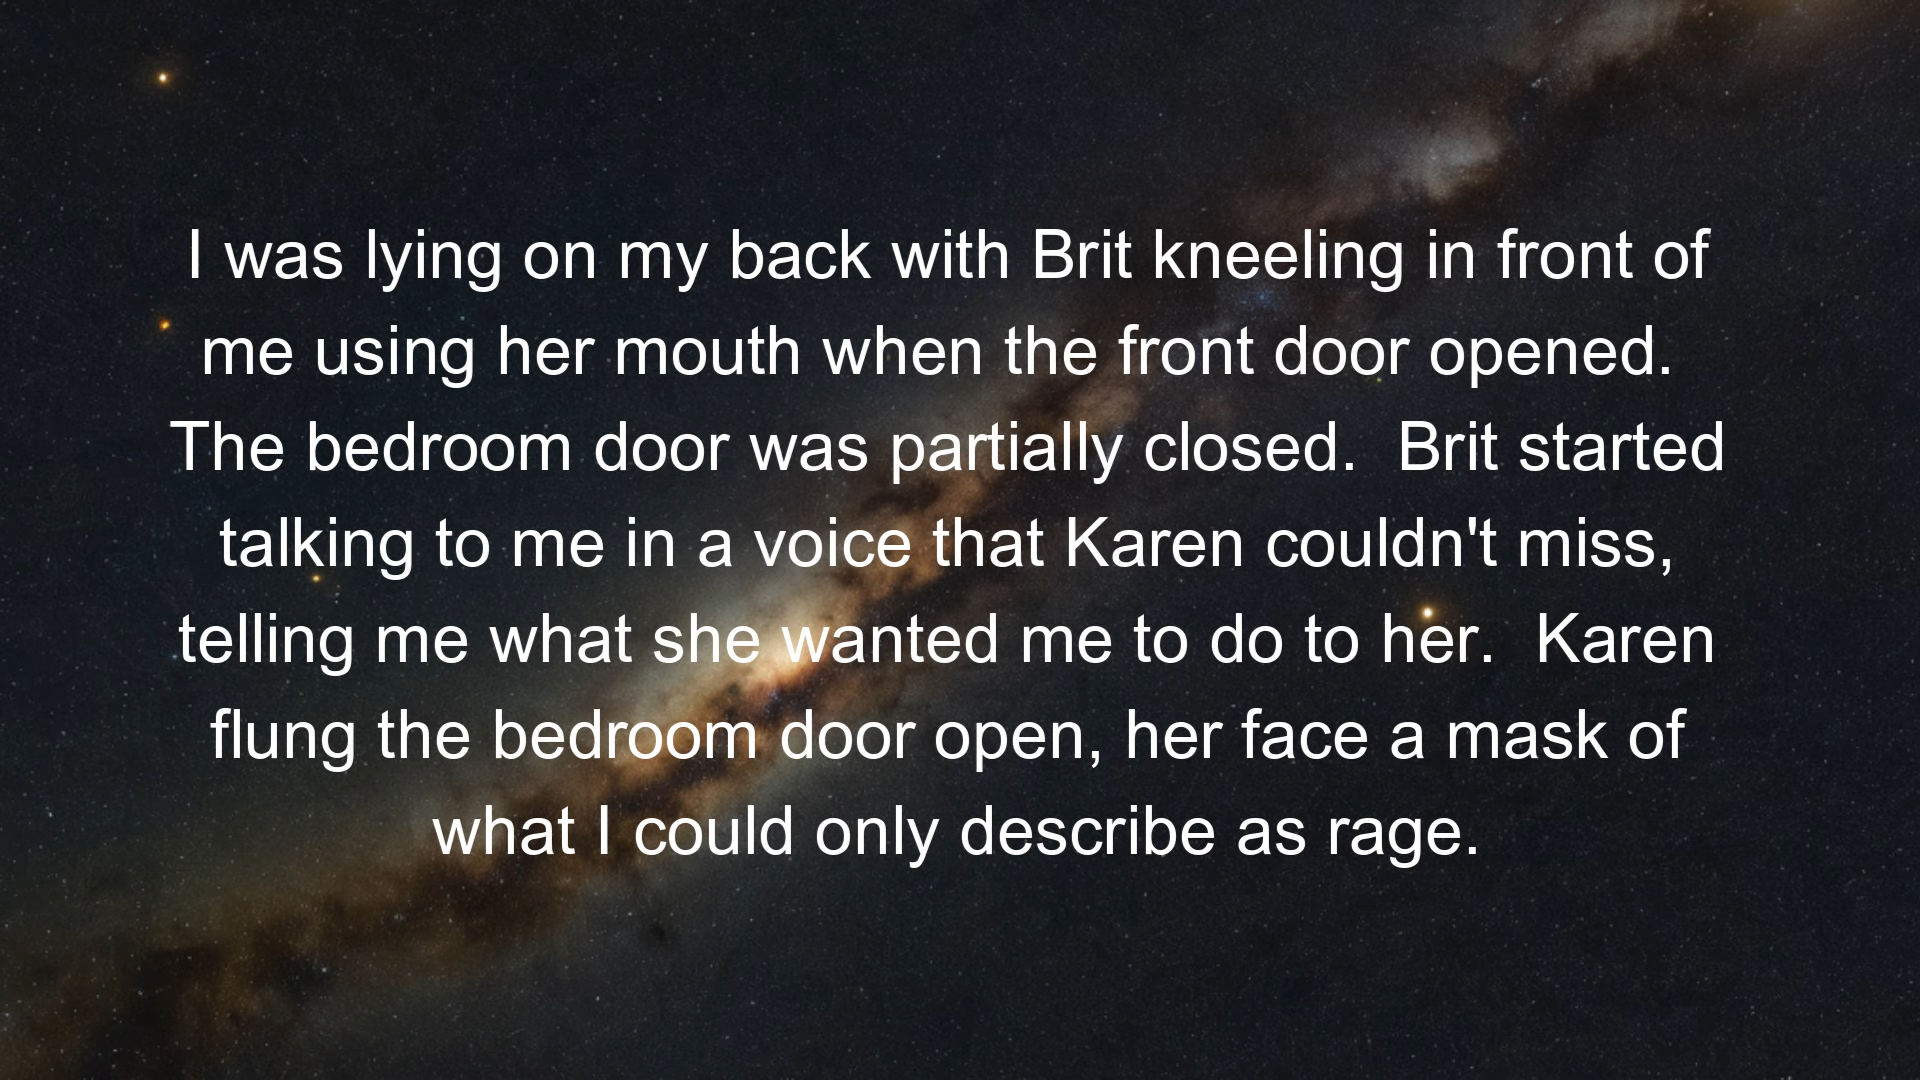 I was lying on my back with Brit kneeling in front of
me using her mouth when the front door opened.
The bedroom door was partially closed.  Brit started
talking to me in a voice that Karen couldn't miss,
telling me what she wanted me to do to her.  Karen
flung the bedroom door open, her face a mask of
what I could only describe as rage.